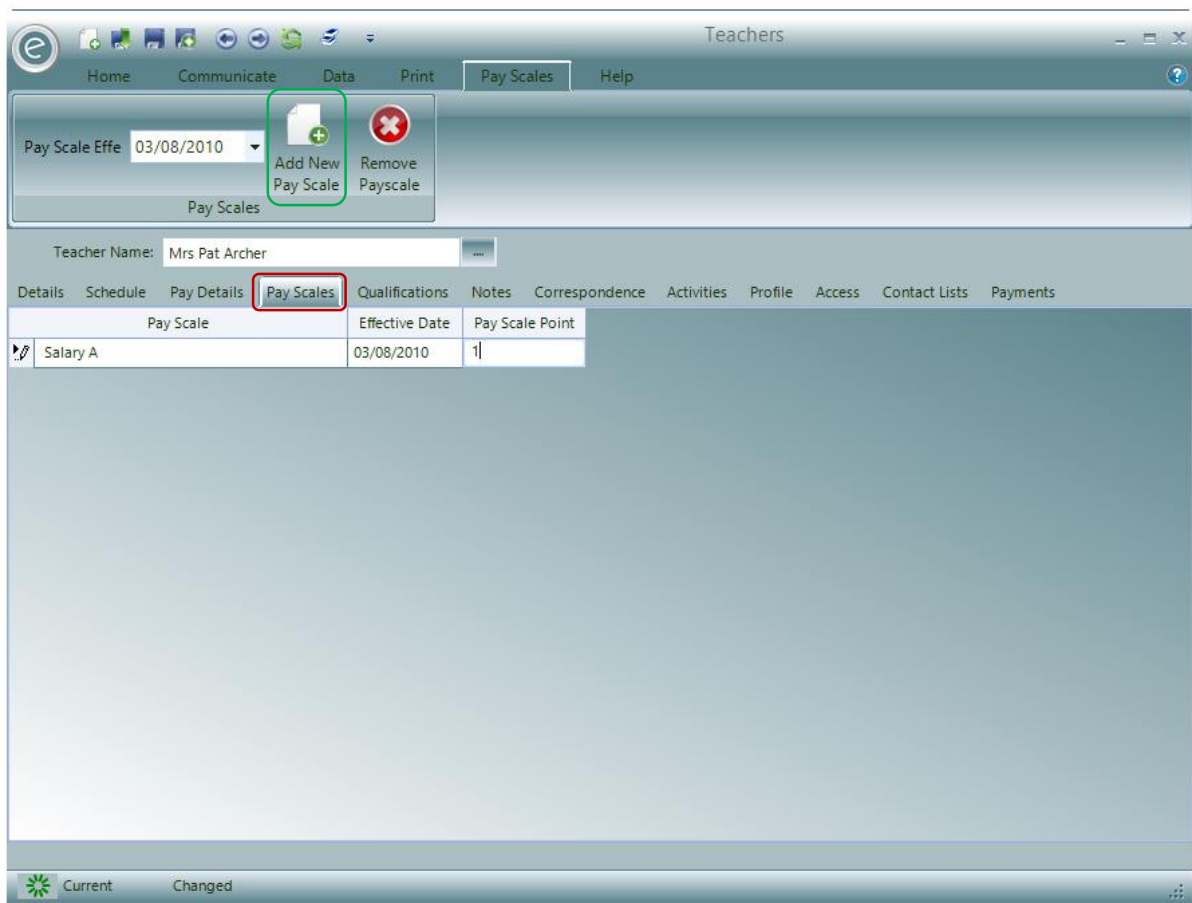 e
Teachers
Home Communicate Data Print Pay Scales Help
?
Pay Scale Effe 03/08/2010
Add New
Pay Scale
Remove
Payscale
Pay Scales
Teacher Name: Mrs Pat Archer ...
Details Schedule Pay Details Pay Scales Qualifications Notes Correspondence Activities Profile Access Contact Lists Payments
Pay Scale Effective Date Pay Scale Point
Salary A 03/08/2010 1
Current Changed